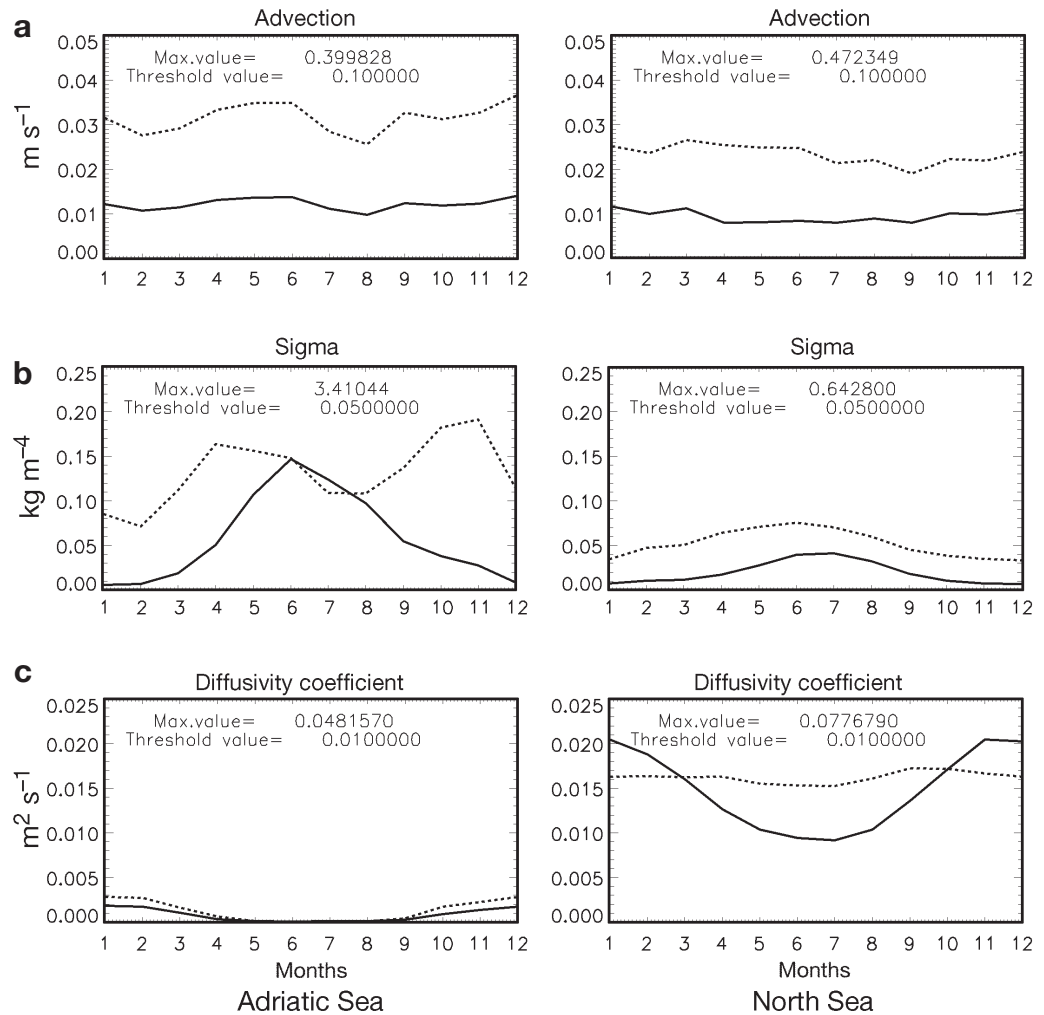 a
Advection
Max.value= 0.399828
Threshold value= 0.100000
m s−1
0.05
0.04
0.03
0.02
0.01
0.00
1 2 3 4 5 6 7 8 9 10 11 12
Advection
Max.value= 0.472349
Threshold value= 0.100000
0.05
0.04
0.03
0.02
0.01
0.00
1 2 3 4 5 6 7 8 9 10 11 12
b
Sigma
Max.value= 3.41044
Threshold value= 0.0500000
kg m−4
0.25
0.20
0.15
0.10
0.05
0.00
1 2 3 4 5 6 7 8 9 10 11 12
Sigma
Max.value= 0.642800
Threshold value= 0.0500000
0.25
0.20
0.15
0.10
0.05
0.00
1 2 3 4 5 6 7 8 9 10 11 12
c
Diffusivity coefficient
Max.value= 0.0481570
Threshold value= 0.0100000
m2 s−1
0.025
0.020
0.015
0.010
0.005
0.000
1 2 3 4 5 6 7 8 9 10 11 12
Months
Adriatic Sea
Diffusivity coefficient
Max.value= 0.0776790
Threshold value= 0.0100000
0.025
0.020
0.015
0.010
0.005
0.000
1 2 3 4 5 6 7 8 9 10 11 12
Months
North Sea